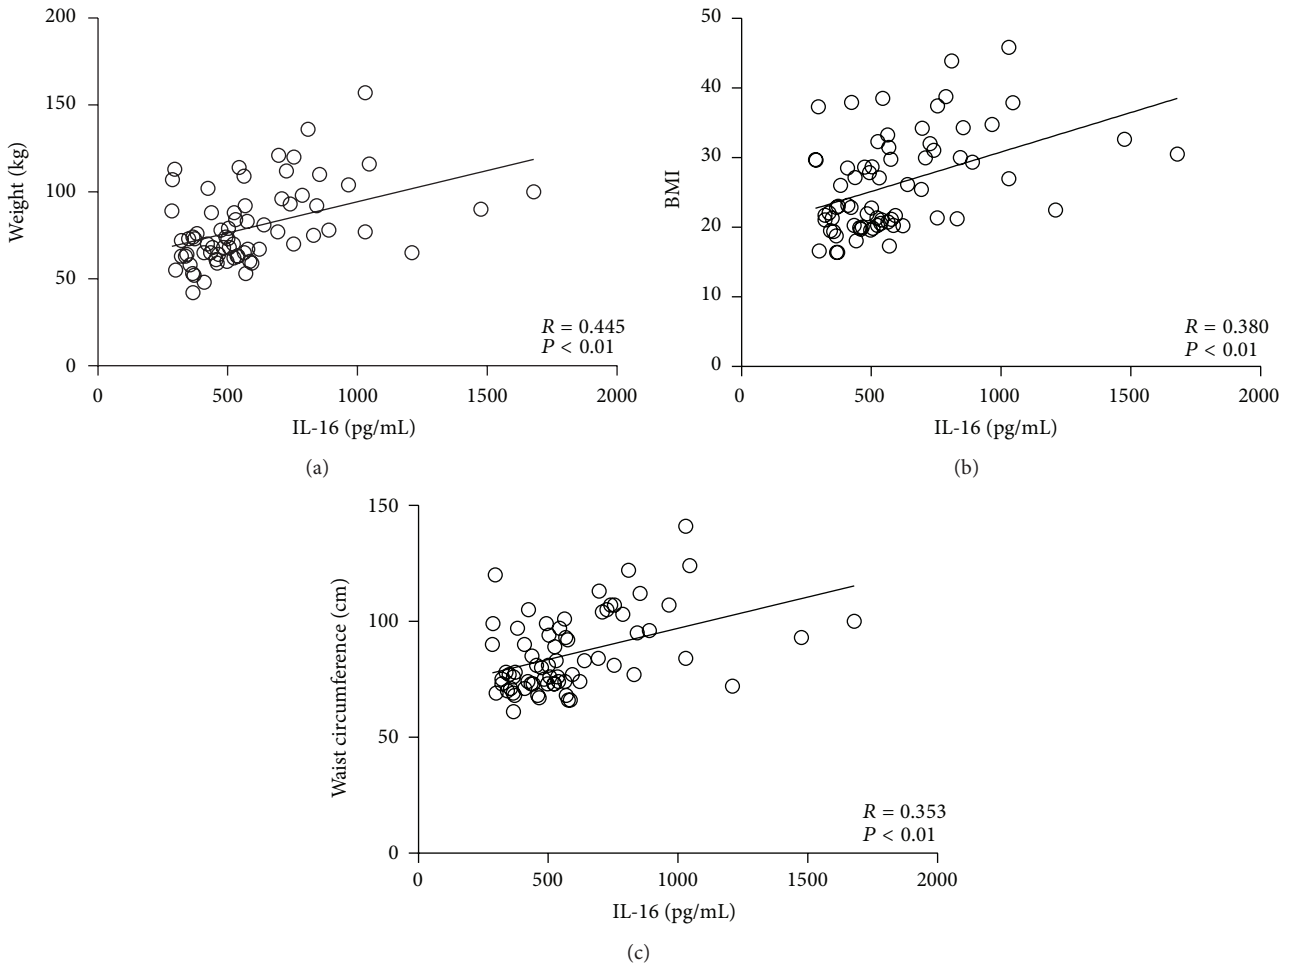 200
150
100
50
0
Weight (kg)
0 500 1000 1500 2000
IL-16 (pg/mL)
R = 0.445
P < 0.01
(a)
50
40
30
20
10
0
BMI
0 500 1000 1500 2000
IL-16 (pg/mL)
R = 0.380
P < 0.01
(b)
150
100
50
0
Waist circumference (cm)
0 500 1000 1500 2000
IL-16 (pg/mL)
R = 0.353
P < 0.01
(c)